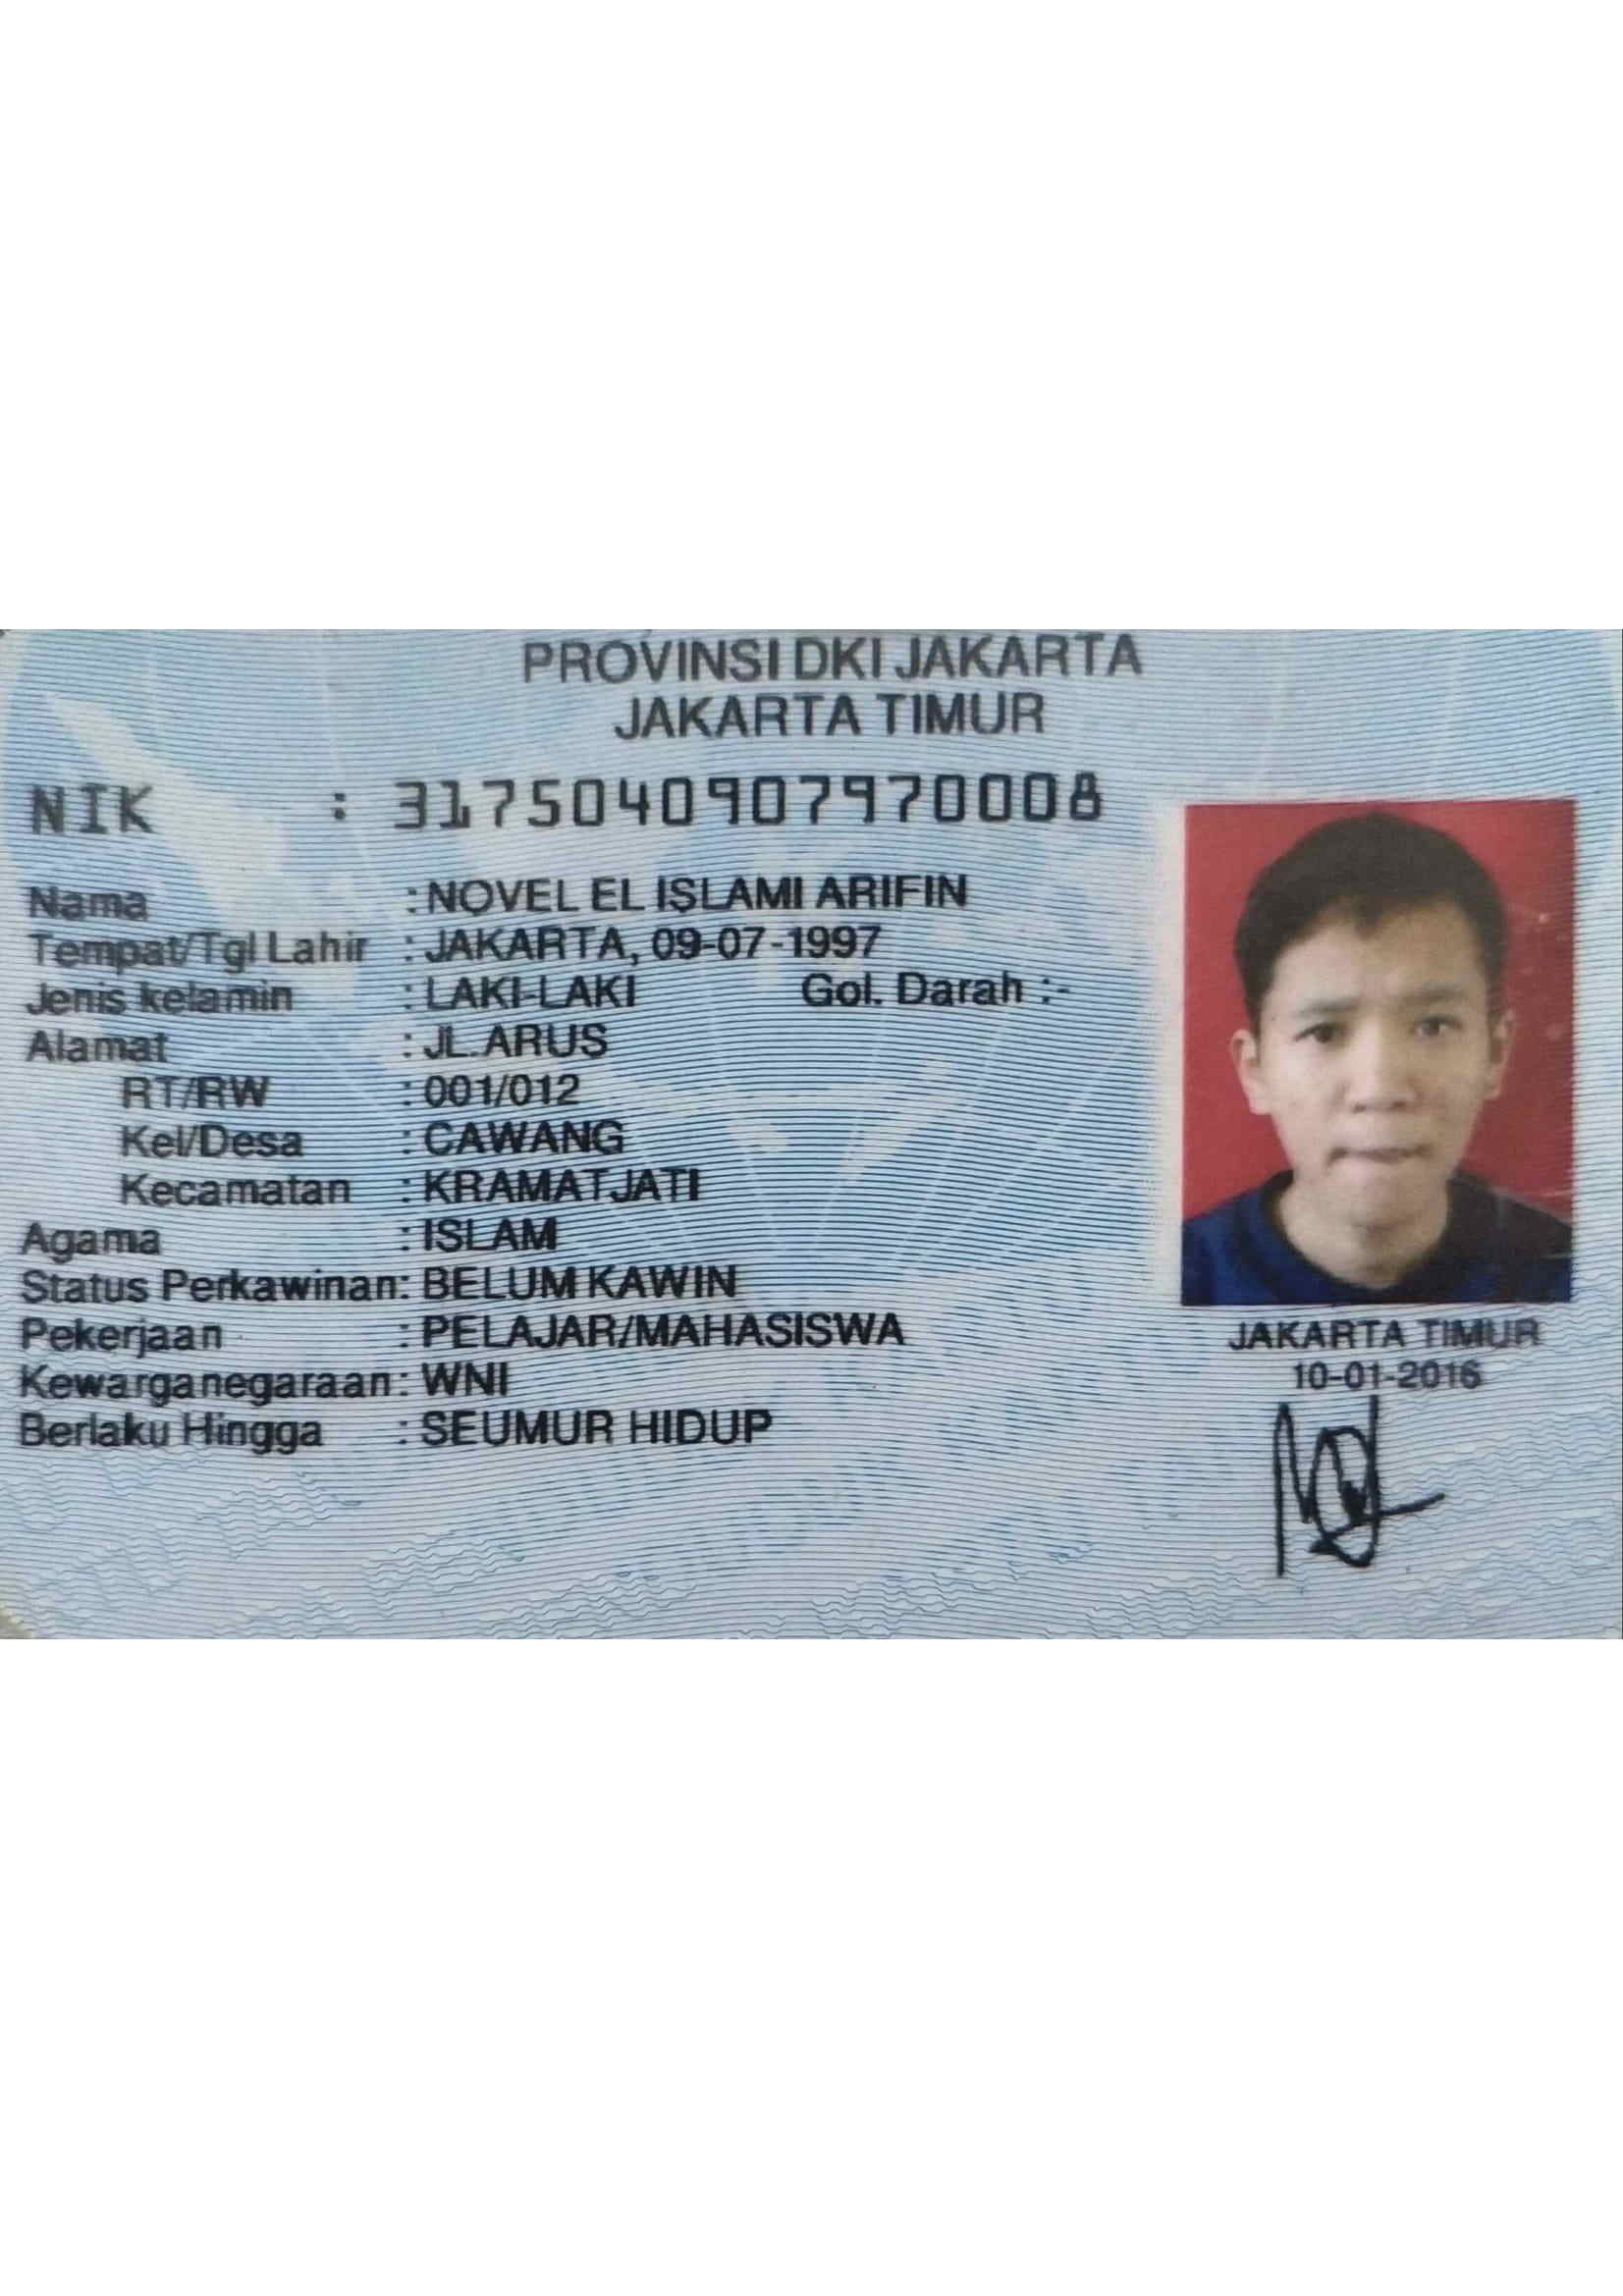 PROVINSI DKI JAKARTA
JAKARTA TIMUR
NIK : 3175040907970008
Nama : NOVEL EL ISLAMI ARIFIN
Tempat/Tgl Lahir : JAKARTA, 09-07-1997
Jenis kelamin : LAKI-LAKI Gol. Darah :-
Alamat : JL.ARUS
RT/RW : 001/012
Kel/Desa : CAWANG
Kecamatan : KRAMATJATI
Agama : ISLAM
Status Perkawinan: BELUM KAWIN
Pekerjaan : PELAJAR/MAHASISWA
Kewarganegaraan: WNI
Berlaku Hingga : SEUMUR HIDUP
JAKARTA TIMUR
10-01-2016